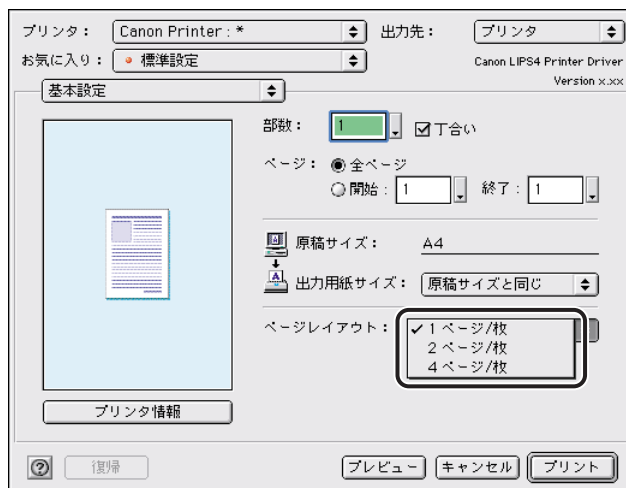 プリンタ： Canon Printer : * 出力先： プリンタ
お気に入り： 標準設定 Canon LIPS4 Printer Driver
Version x.xx
基本設定
部数： 1 丁合い
ページ： 全ページ
開始： 1 終了： 1
原稿サイズ： A4
出力用紙サイズ： 原稿サイズと同じ
ページレイアウト： ✓1 ページ/枚
2 ページ/枚
4 ページ/枚
プリンタ情報
? 復帰 プレビュー キャンセル プリント